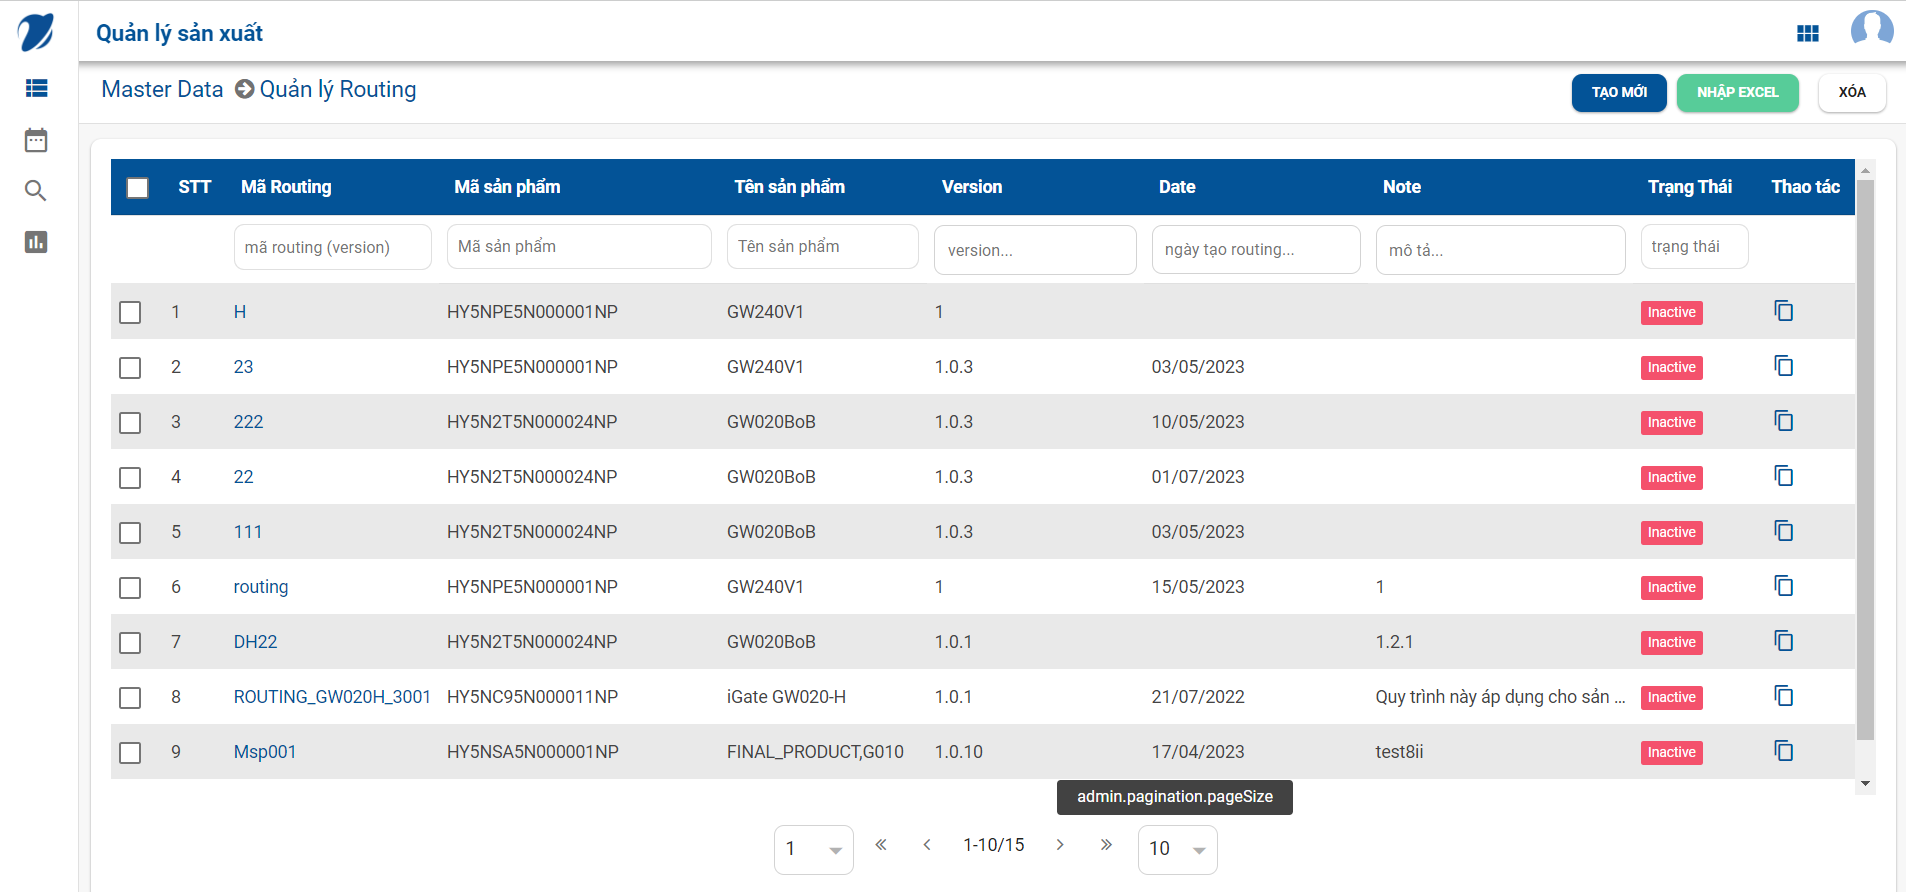 Quản lý sản xuất
Master Data Quản lý Routing
TẠO MỚI NHẬP EXCEL XÓA
STT Mã Routing Mã sản phẩm Tên sản phẩm Version Date Note Trạng Thái Thao tác
mã routing (version) Mã sản phẩm Tên sản phẩm version... ngày tạo routing... mô tả... trạng thái
1 H HY5NPE5N000001NP GW240V1 1 Inactive
2 23 HY5NPE5N000001NP GW240V1 1.0.3 03/05/2023 Inactive
3 222 HY5N2T5N000024NP GW020BoB 1.0.3 10/05/2023 Inactive
4 22 HY5N2T5N000024NP GW020BoB 1.0.3 01/07/2023 Inactive
5 111 HY5N2T5N000024NP GW020BoB 1.0.3 03/05/2023 Inactive
6 routing HY5NPE5N000001NP GW240V1 1 15/05/2023 1 Inactive
7 DH22 HY5N2T5N000024NP GW020BoB 1.0.1 1.2.1 Inactive
8 ROUTING_GW020H_3001 HY5NC95N000011NP iGate GW020-H 1.0.1 21/07/2022 Quy trình này áp dụng cho sản ... Inactive
9 Msp001 HY5NSA5N000001NP FINAL_PRODUCT,G010 1.0.10 17/04/2023 test8ii Inactive
admin.pagination.pageSize
1 « ‹ 1-10/15 › » 10